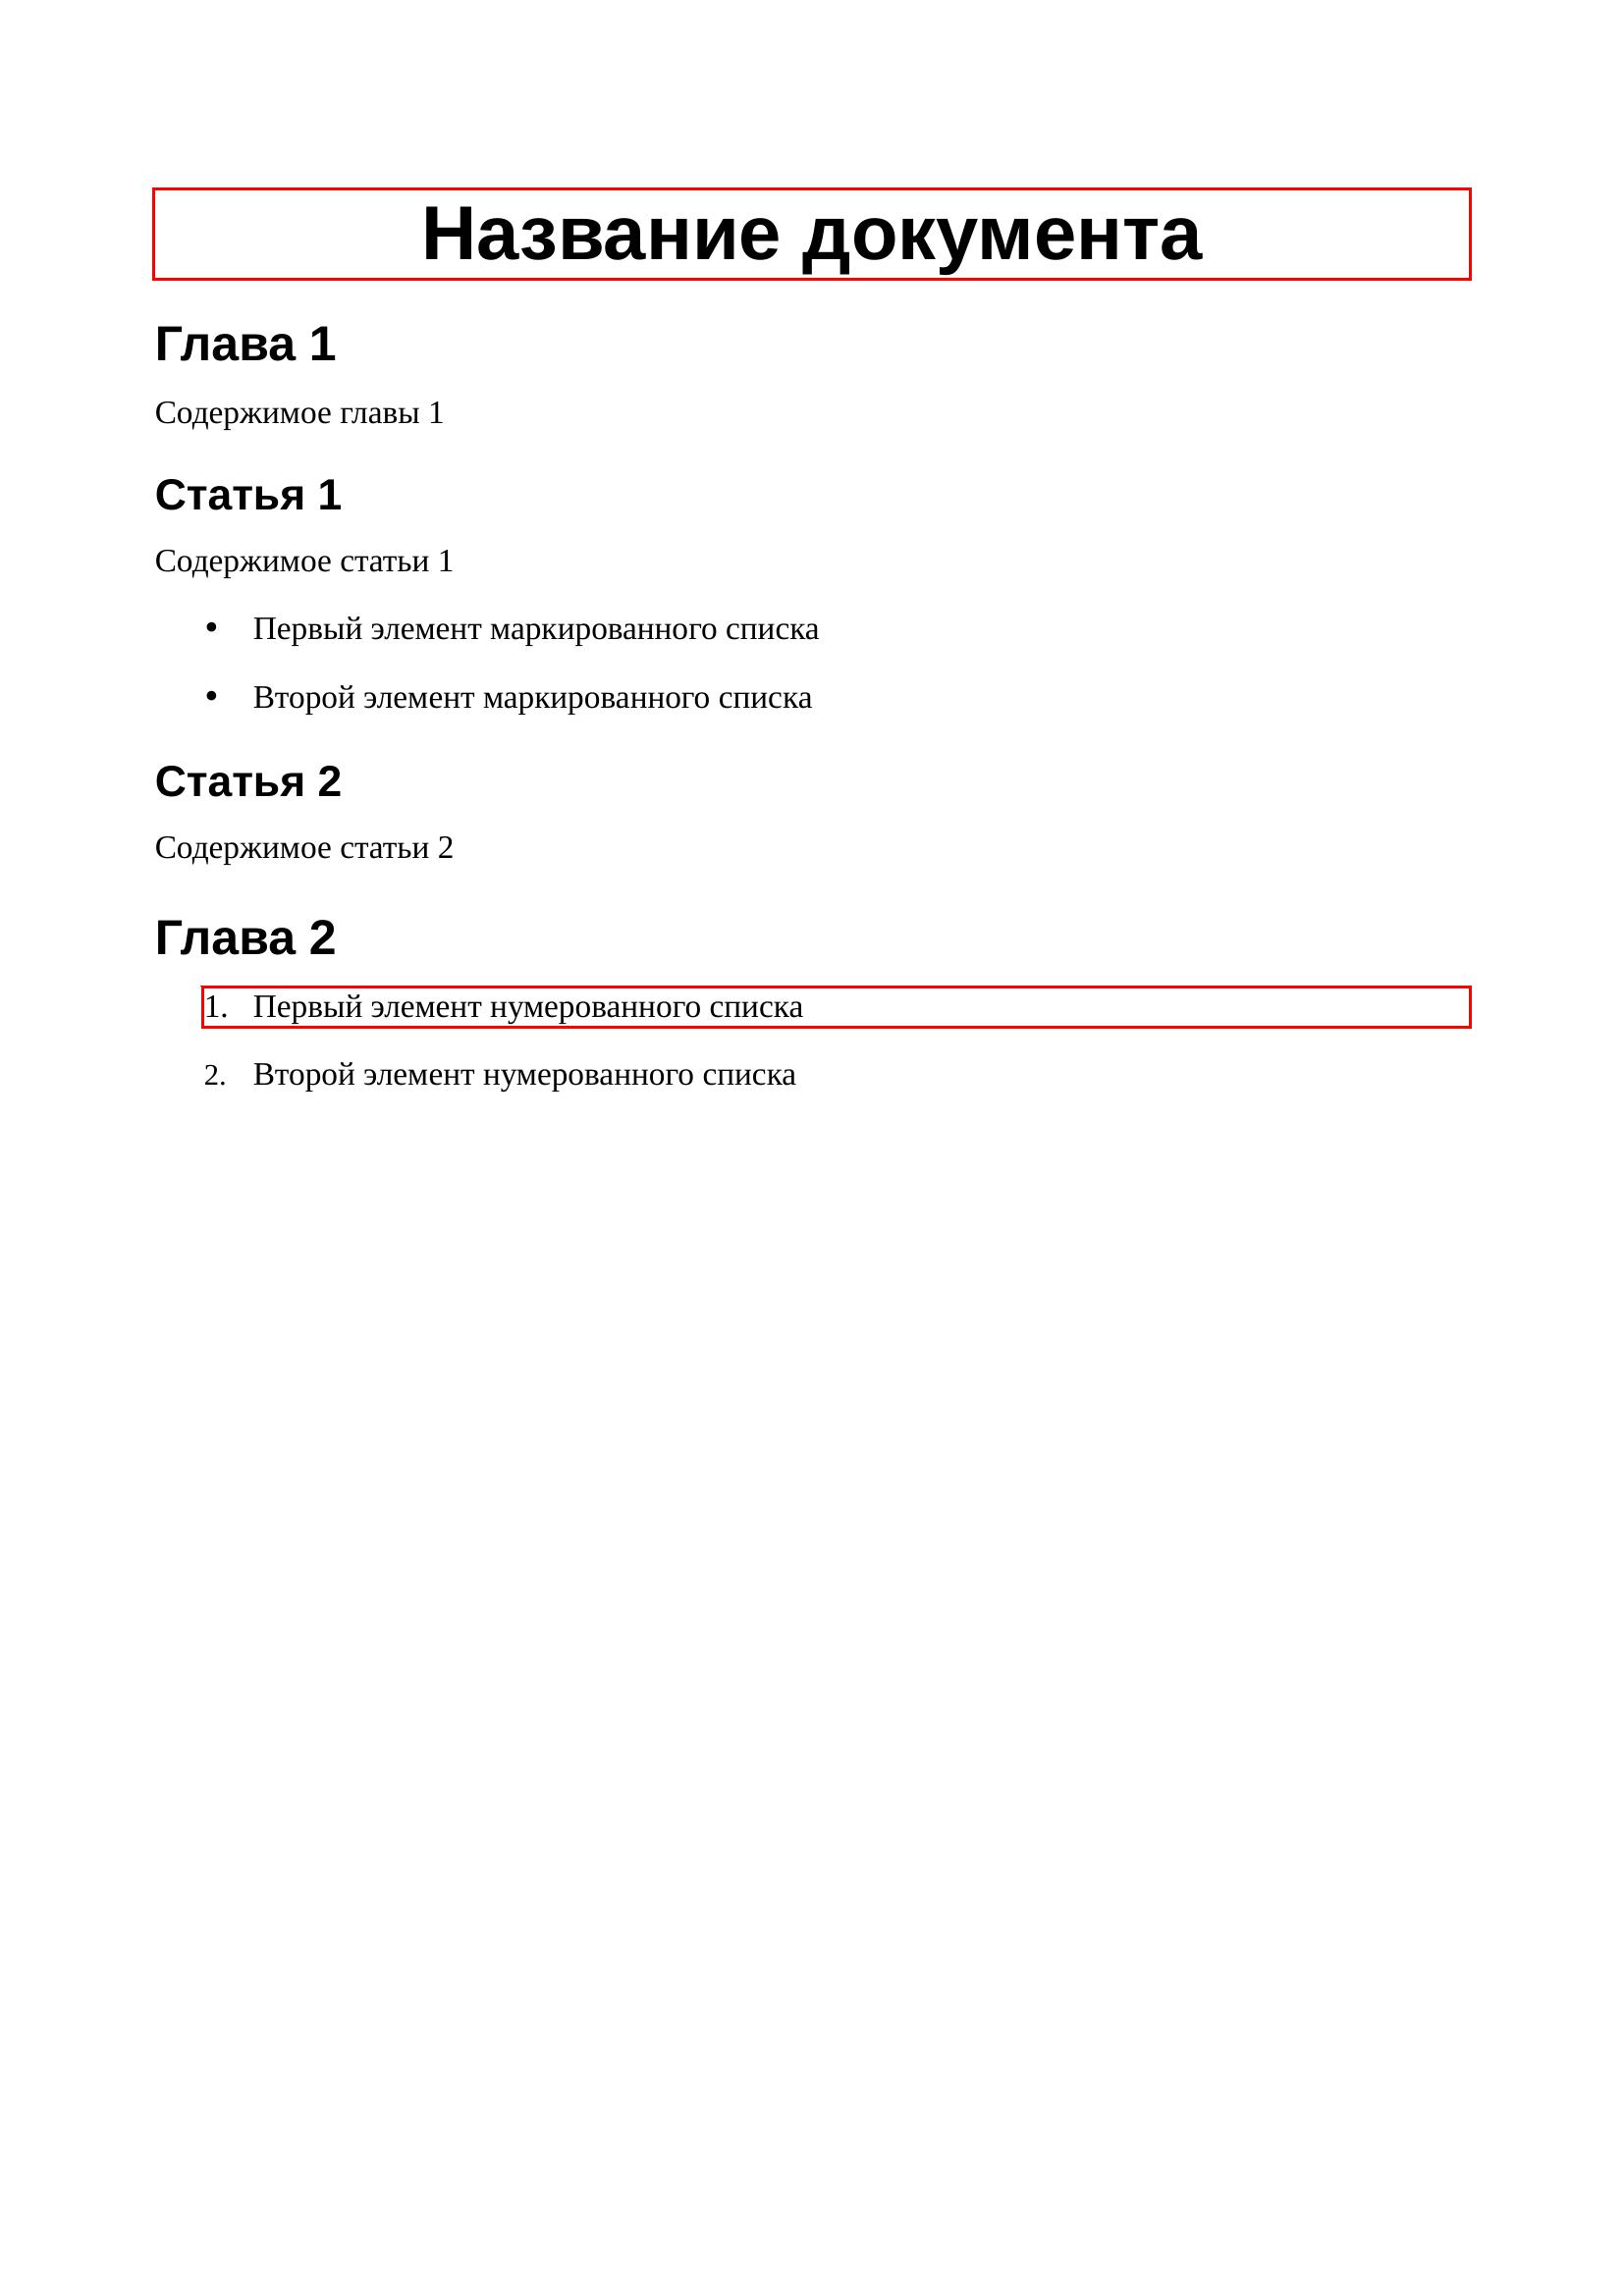 Название документа
Глава 1
Содержимое главы 1
Статья 1
Содержимое статьи 1
• Первый элемент маркированного списка
• Второй элемент маркированного списка
Статья 2
Содержимое статьи 2
Глава 2
1. Первый элемент нумерованного списка
2. Второй элемент нумерованного списка